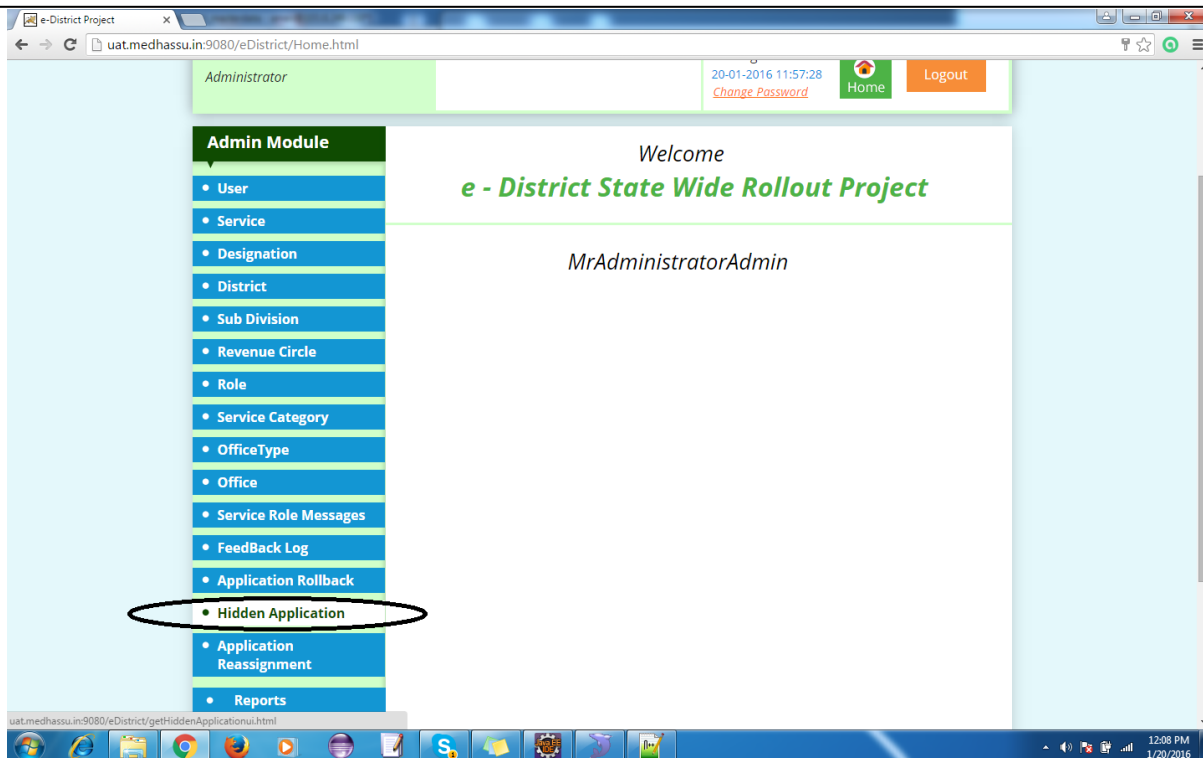 e-District Project
uat.medhassu.in:9080/eDistrict/Home.html
Administrator
20-01-2016 11:57:28
Change Password
Home
Logout
Admin Module
User
Service
Designation
District
Sub Division
Revenue Circle
Role
Service Category
OfficeType
Office
Service Role Messages
FeedBack Log
Application Rollback
Hidden Application
Application
Reassignment
Reports
Welcome
e - District State Wide Rollout Project
MrAdministratorAdmin
uat.medhassu.in:9080/eDistrict/getHiddenApplicationui.html
12:08 PM
1/20/2016